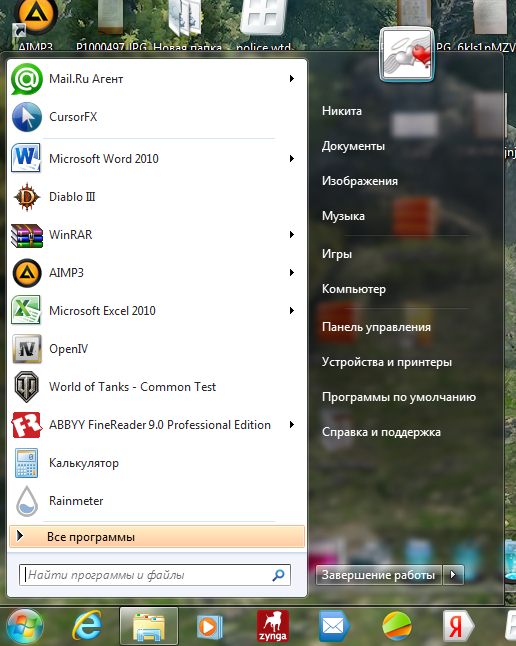 AIMP3
P1000497.JPG
Новая папка
police.wtd
Mail.Ru Агент
CursorFX
Microsoft Word 2010
Diablo III
WinRAR
AIMP3
Microsoft Excel 2010
OpenIV
World of Tanks - Common Test
ABBYY FineReader 9.0 Professional Edition
Калькулятор
Rainmeter
Все программы
Найти программы и файлы
Никита
Документы
Изображения
Музыка
Игры
Компьютер
Панель управления
Устройства и принтеры
Программы по умолчанию
Справка и поддержка
Завершение работы
zynga
Я